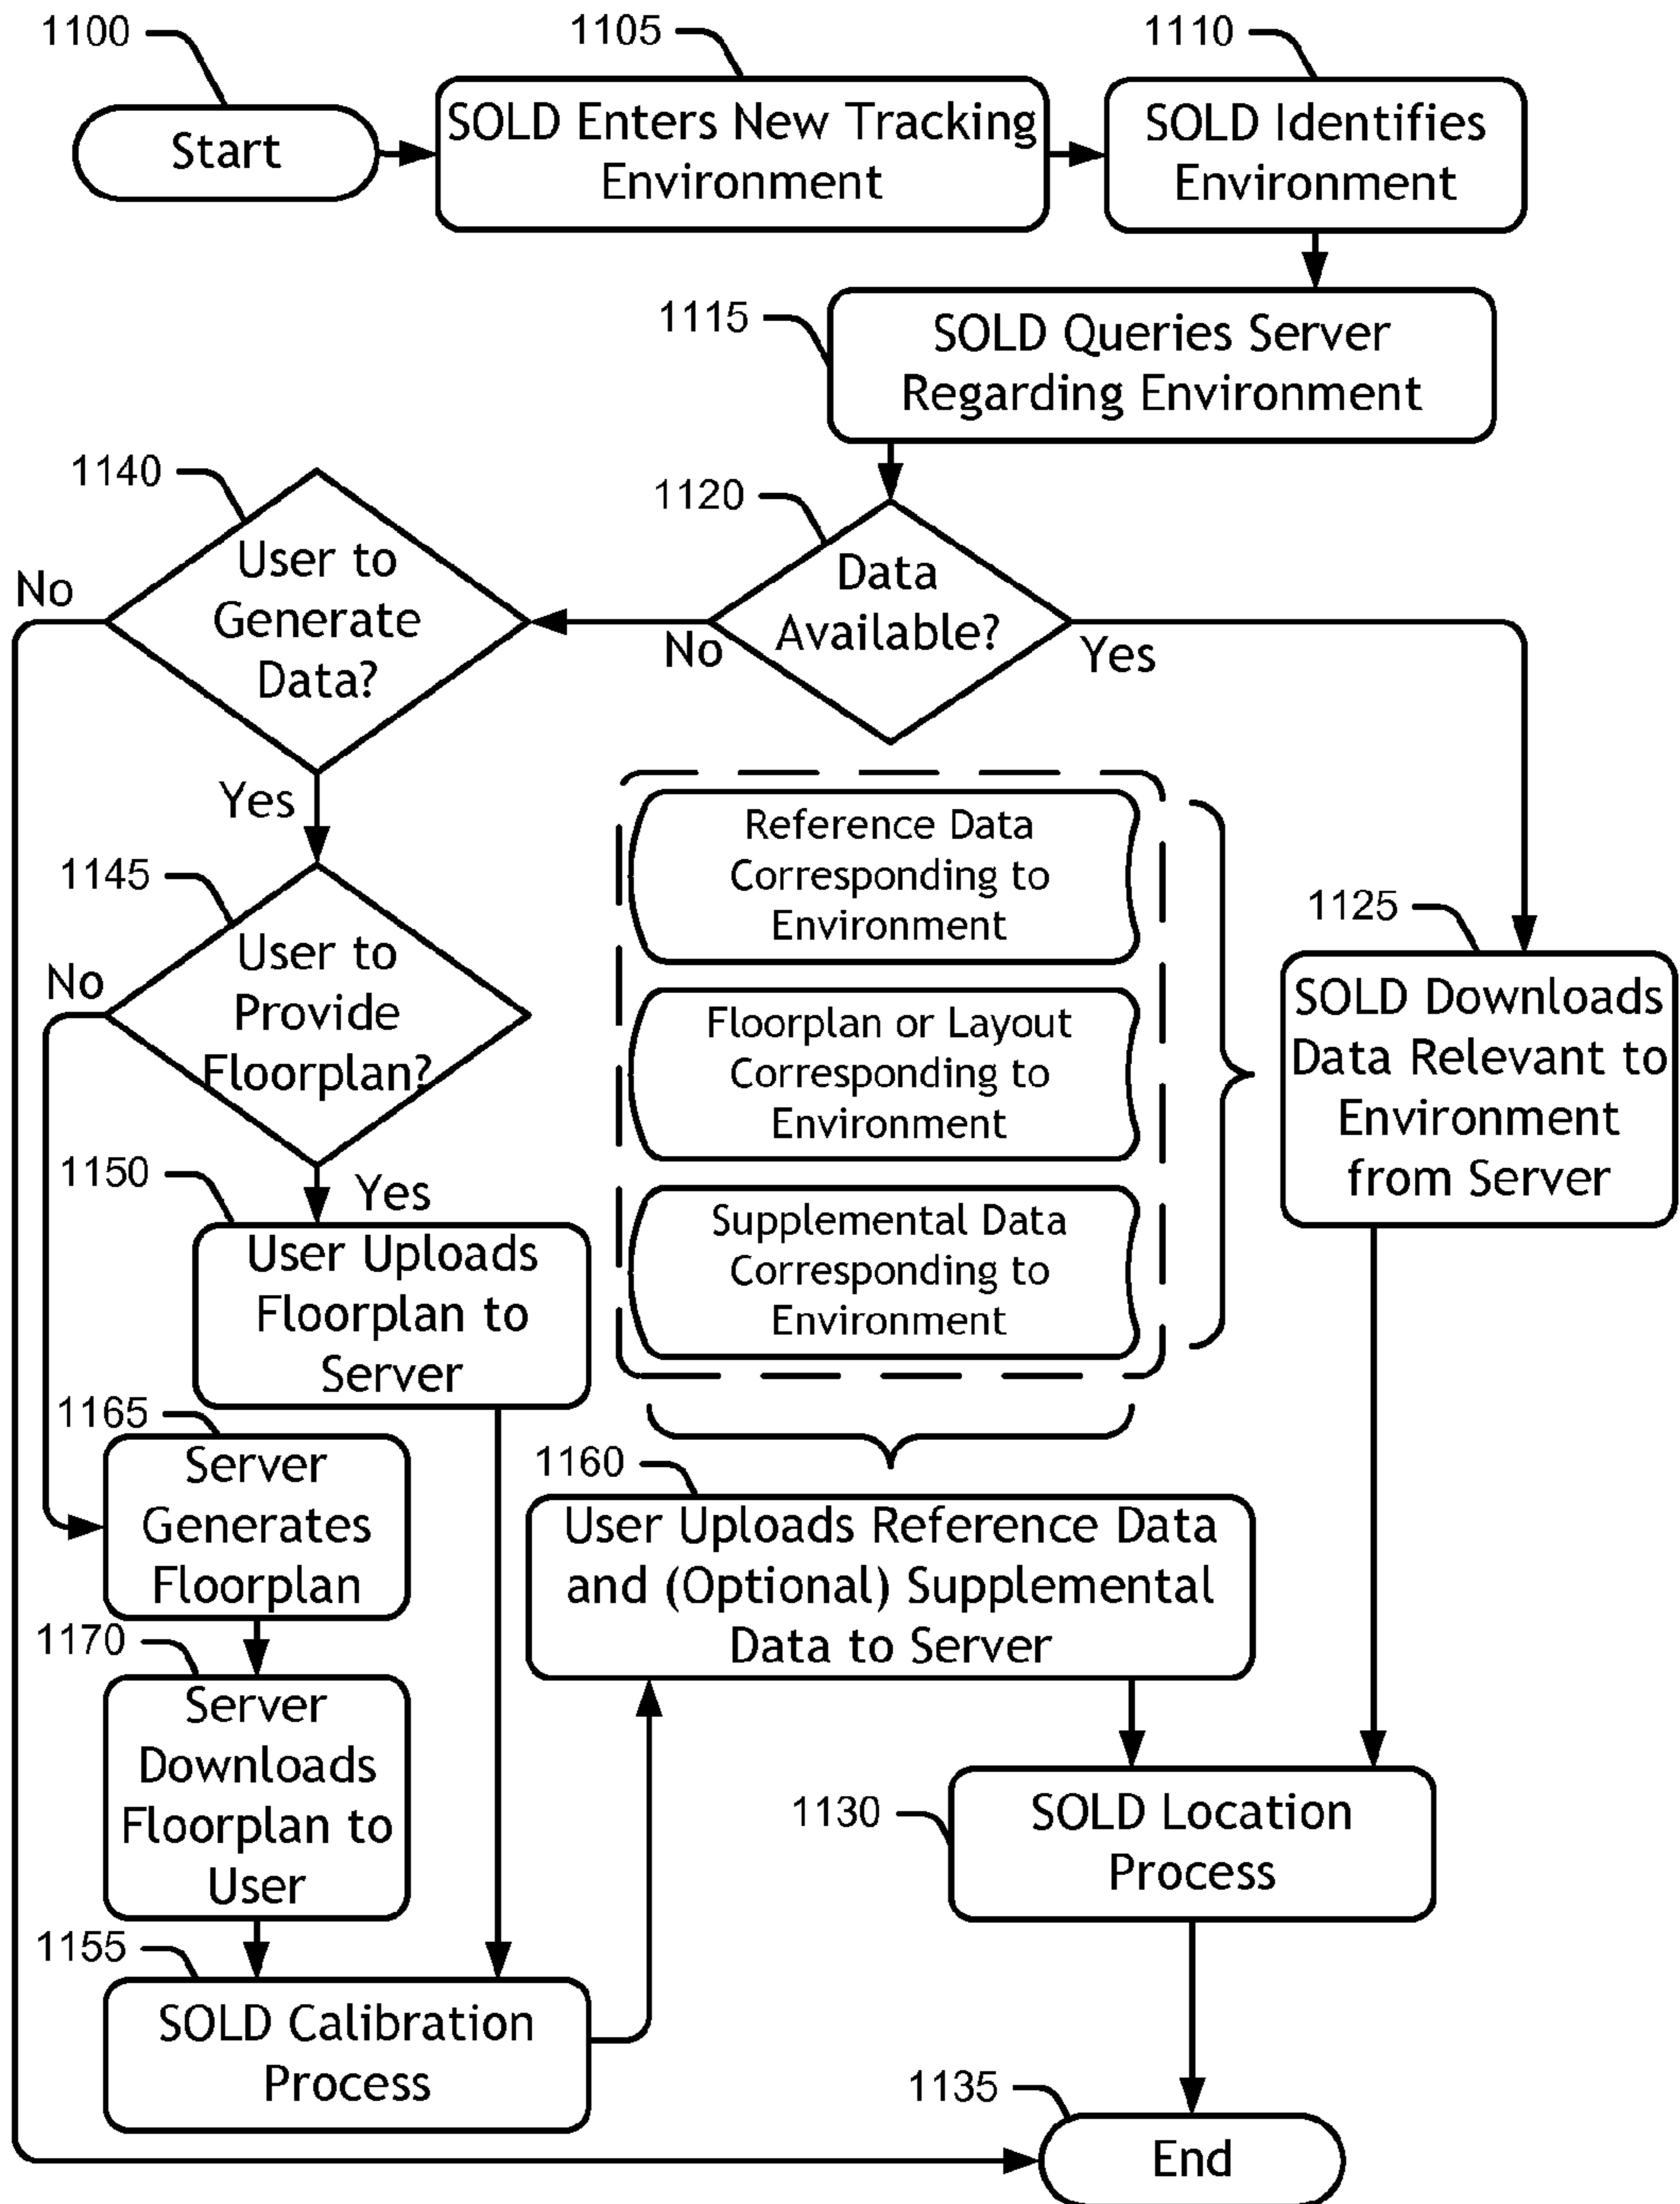 1100
1105
1110
Start
SOLD Enters New Tracking
Environment
SOLD Identifies
Environment
1115
SOLD Queries Server
Regarding Environment
1140
1120
User to
Generate
Data?
No
Data
Available?
No
Yes
Yes
1145
User to
Provide
Floorplan?
No
Reference Data
Corresponding to
Environment
Floorplan or Layout
Corresponding to
Environment
Supplemental Data
Corresponding to
Environment
1125
SOLD Downloads
Data Relevant to
Environment
from Server
1150
Yes
User Uploads
Floorplan to
Server
1165
Server
Generates
Floorplan
1160
User Uploads Reference Data
and (Optional) Supplemental
Data to Server
1170
Server
Downloads
Floorplan to
User
1130
SOLD Location
Process
1155
SOLD Calibration
Process
1135
End